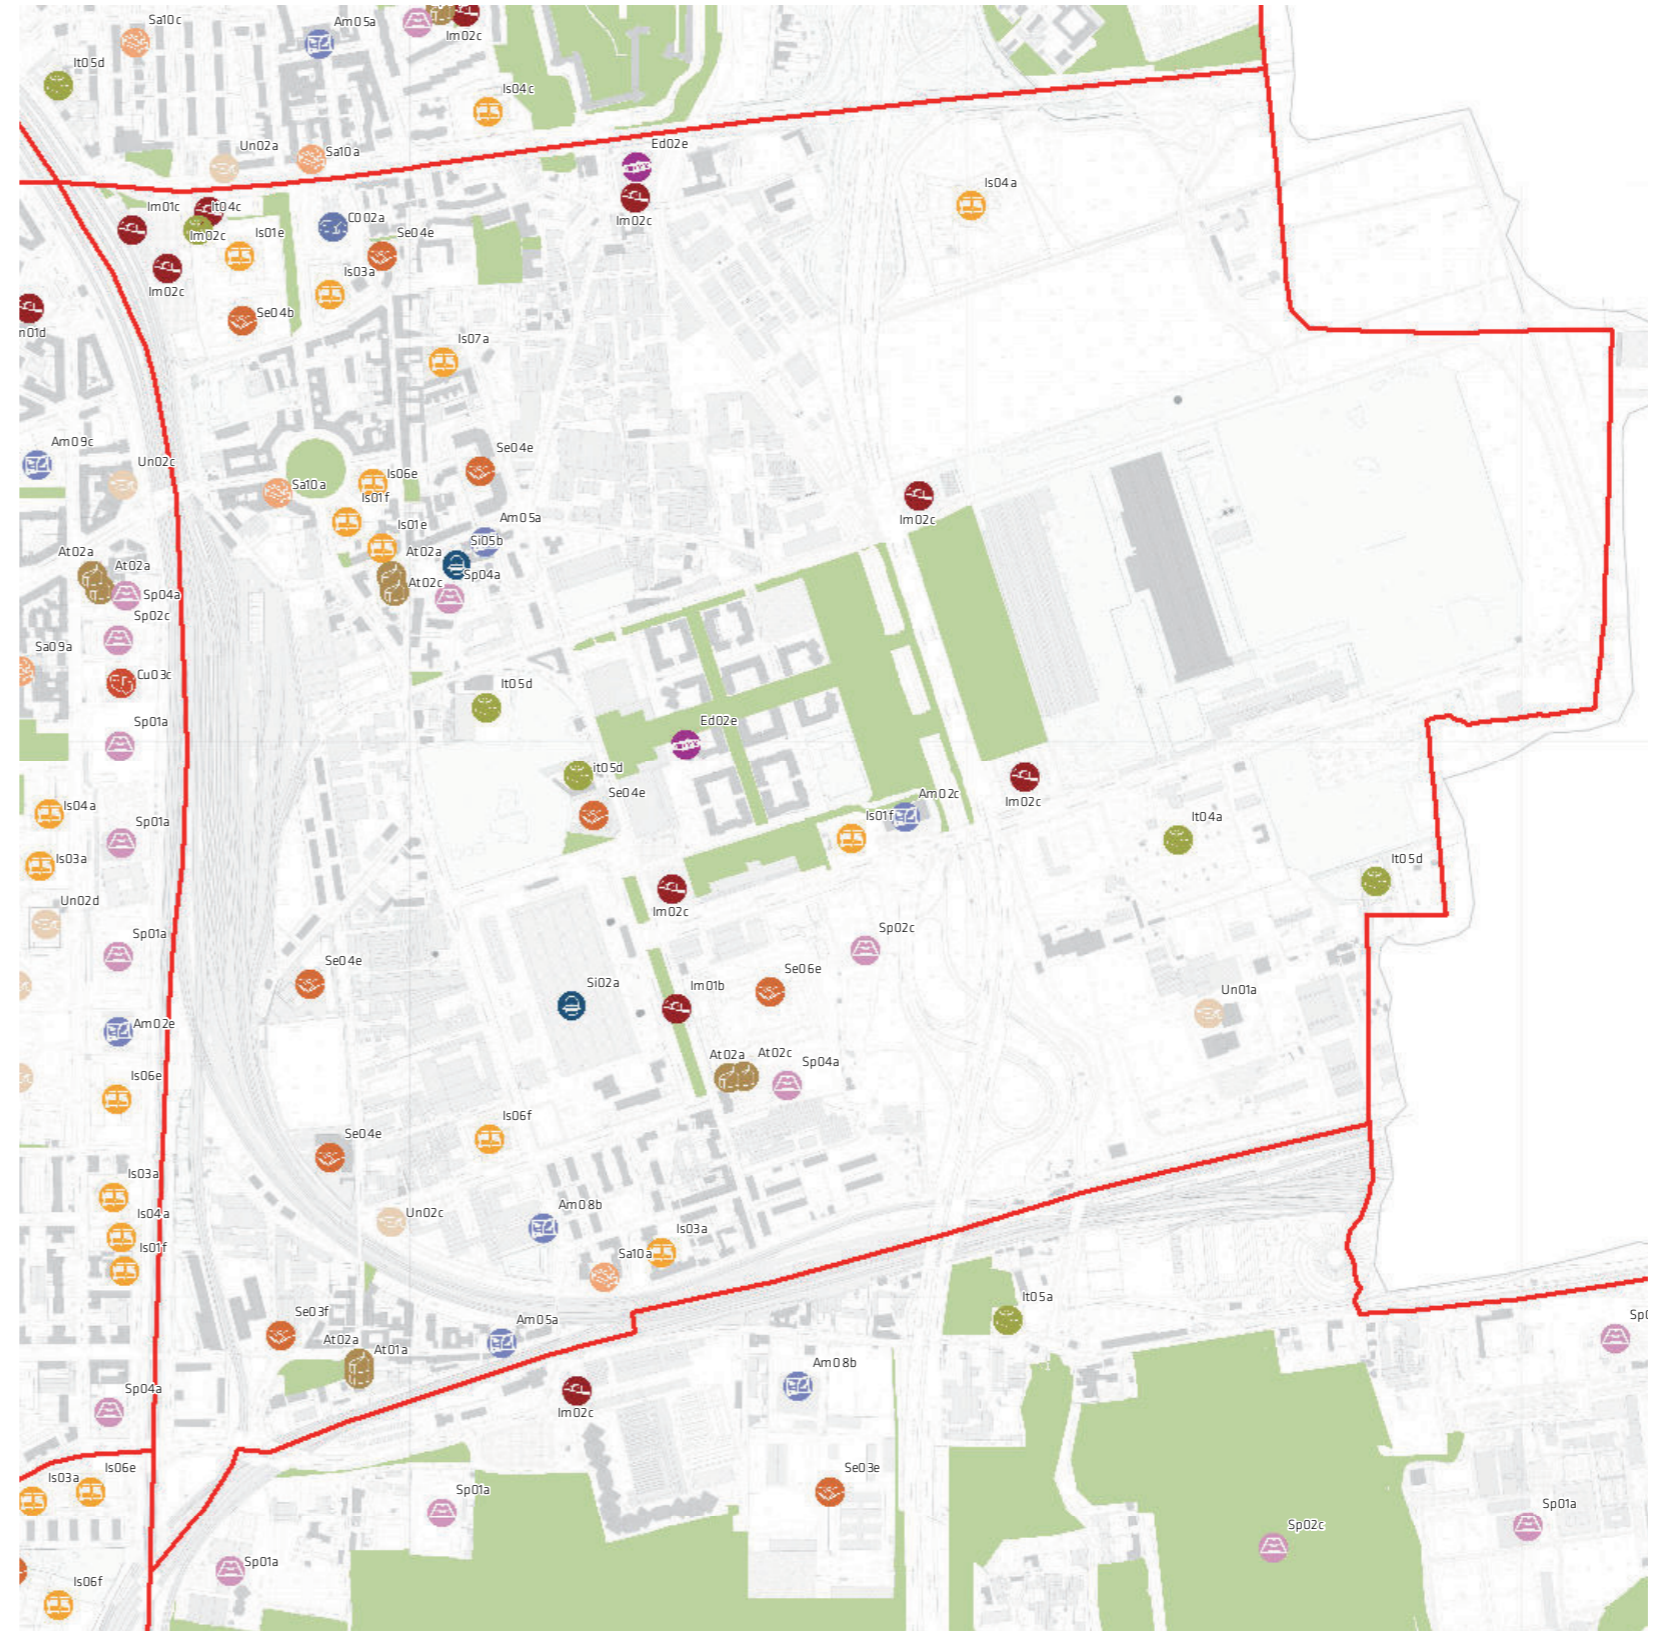 Sa10c
Am05a
Im02c
It05d
Is04c
Un02a
Sa10a
Ed02e
Is04a
Im01c
It04c
C002a
Im02c
Im02c
Is01e
Se04e
Im02c
Is03a
n01d
Se04b
Is07a
Am09c
Un02c
Se04e
Is06e
Sa10a
Is01f
Im02c
Am05a
Is01e
Si05b
At02a
At02a
At02a
Sp04a
At02c
Sp04a
Sp02c
Sa09a
Cu03c
It05d
Sp01a
Ed02e
it05d
Se04e
Am02c
Im02c
Is04a
Is01f
Sp01a
It04a
Is03a
It05d
Un02d
Im02c
Sp01a
Sp02c
Se04e
Se06e
Si02a
Im01b
Un01a
Am02e
At02a
At02c
Sp04a
Is06e
Is06f
Se04e
Is03a
Am08b
Is04a
Un02c
Is03a
Is01f
Sa10a
It05a
Se03f
Am05a
Sp0
At02a
At01a
Am08b
Sp04a
Im02c
Is03a
Is06e
Se03e
Sp01a
Sp01a
Sp02c
Sp01a
Is06f